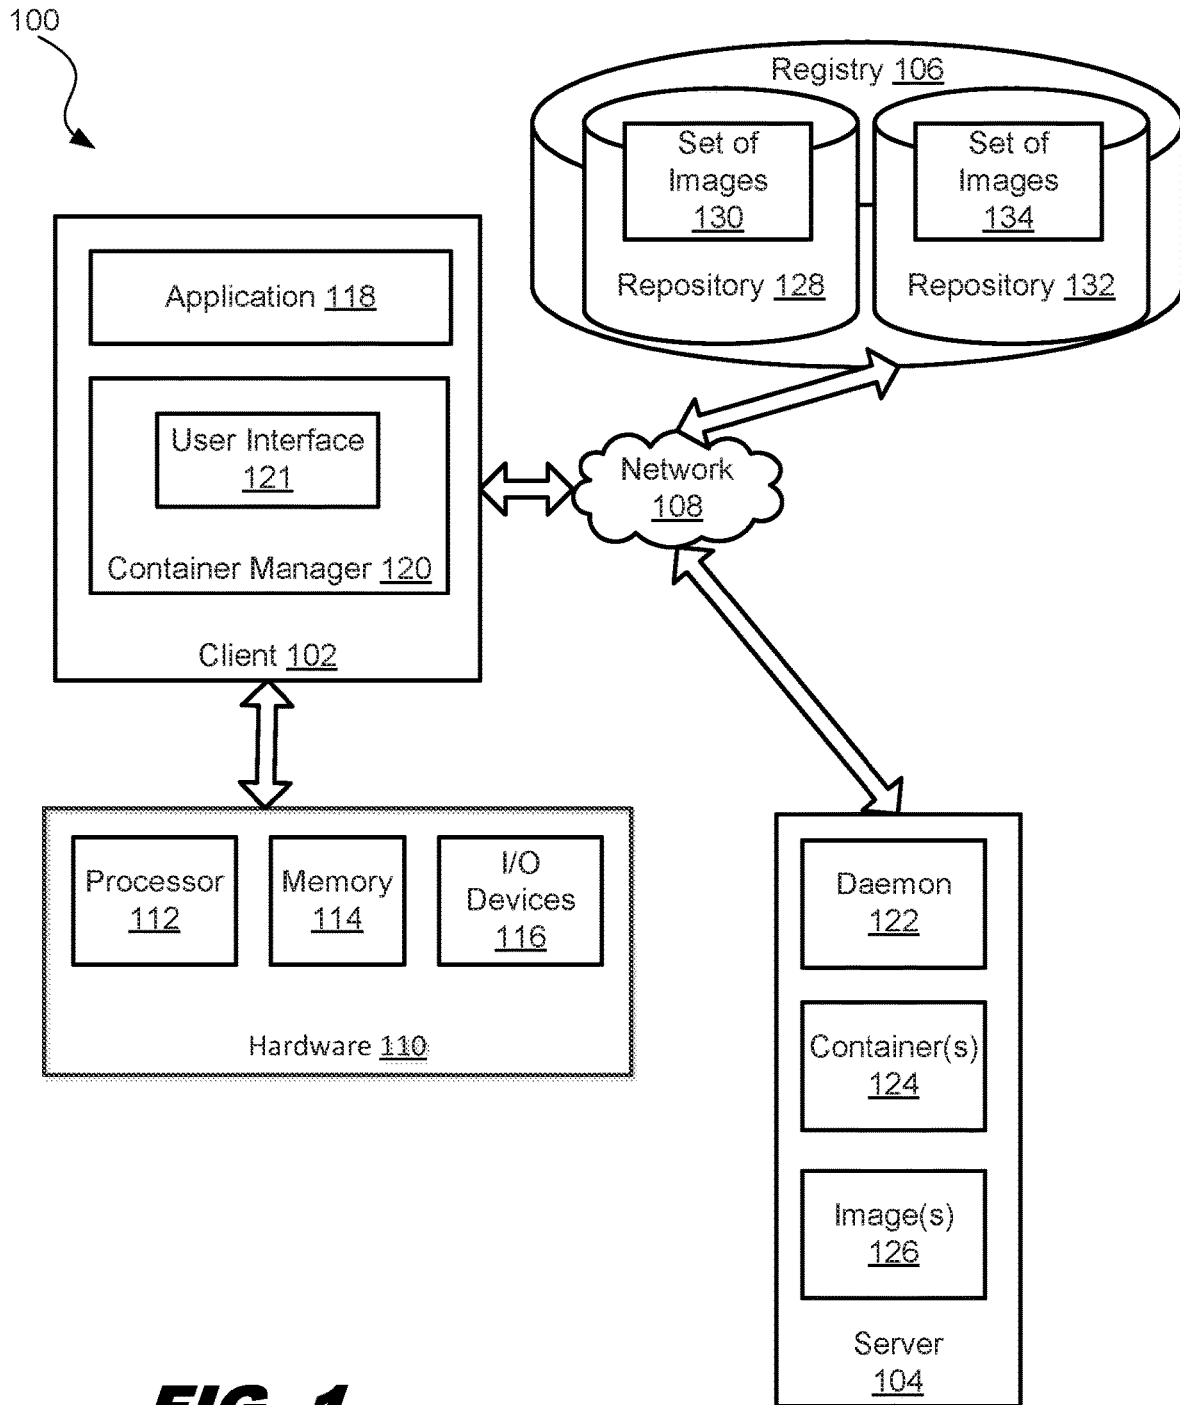 100
Registry 106
Set of
Images
130
Repository 128
Set of
Images
134
Repository 132
Application 118
User Interface
121
Container Manager 120
Client 102
Network
108
Processor
112
Memory
114
I/O
Devices
116
Hardware 110
Daemon
122
Container(s)
124
Image(s)
126
Server
104
FIG. 1